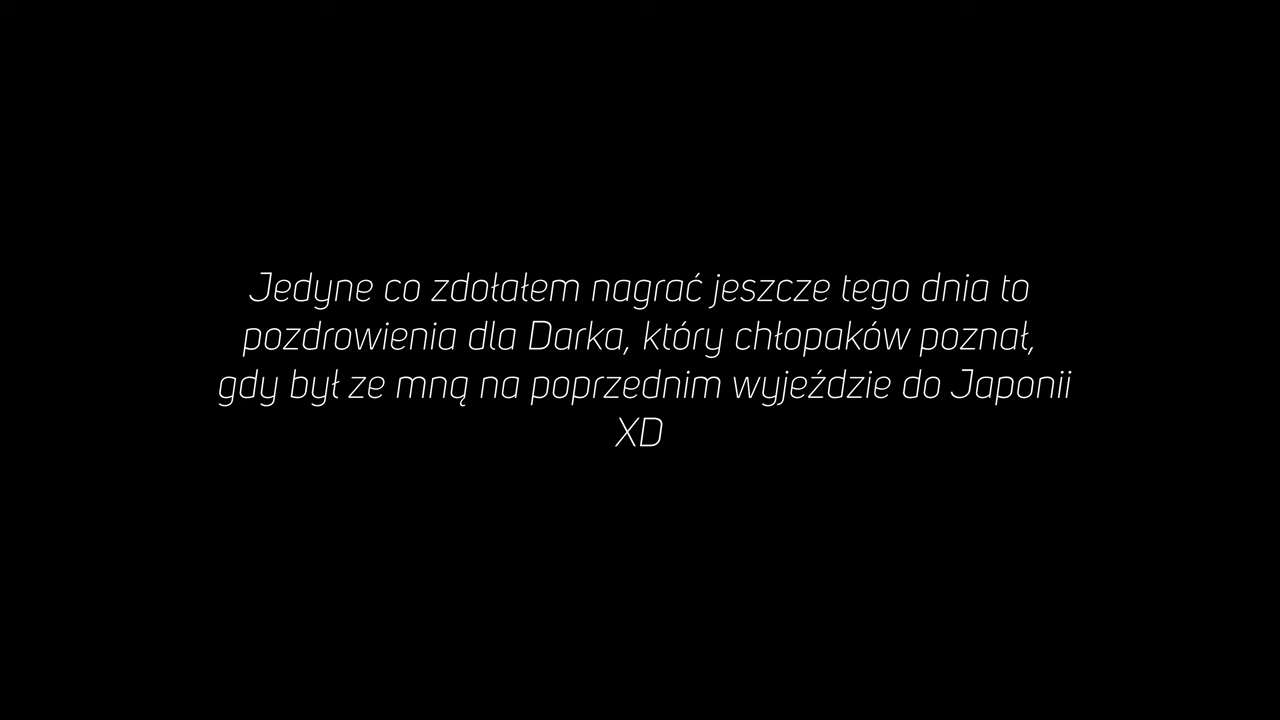 Jedyne co zdołałem nagrać jeszcze tego dnia to
pozdrowienia dla Darka, który chłopaków poznał,
gdy był ze mną na poprzednim wyjeździe do Japonii
XD